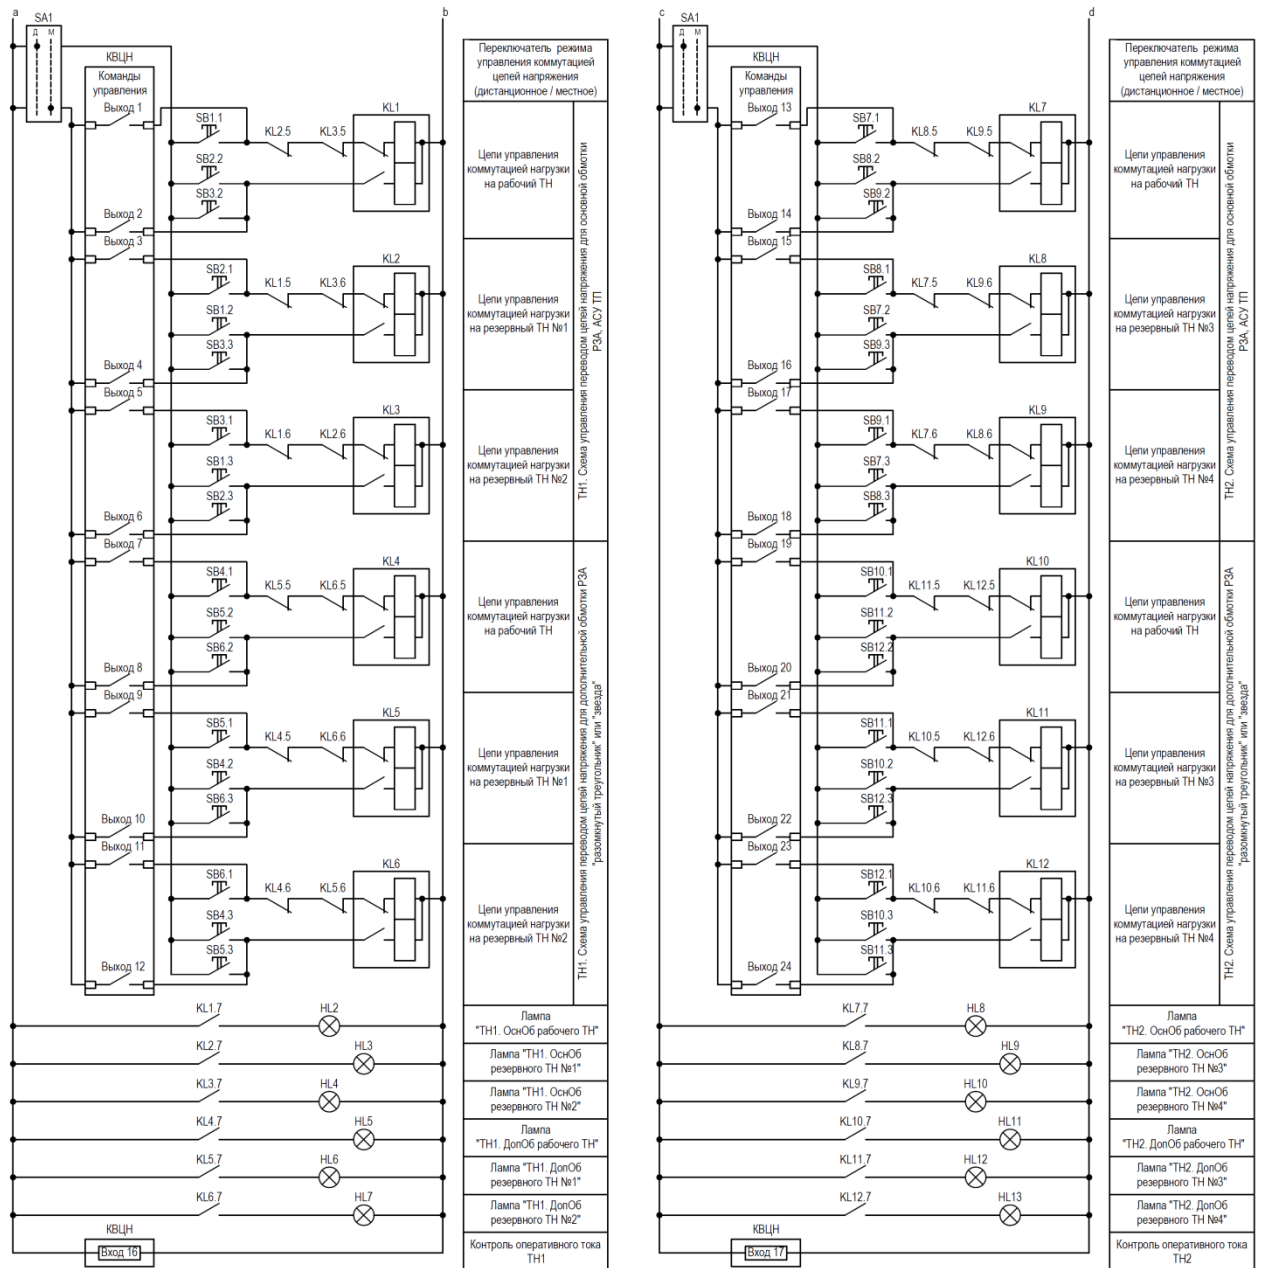 a
b
SA1
Д М
КВЦН
Команды
управления
Выход 1
SB1.1
KL2.5
KL3.5
KL1
SB2.2
SB3.2
Выход 2
Выход 3
SB2.1
KL1.5
KL3.6
KL2
SB1.2
SB3.3
Выход 4
Выход 5
SB3.1
KL1.6
KL2.6
KL3
SB1.3
SB2.3
Выход 6
Выход 7
SB4.1
KL5.5
KL6.5
KL4
SB5.2
SB6.2
Выход 8
Выход 9
SB5.1
KL4.5
KL6.6
KL5
SB4.2
SB6.3
Выход 10
Выход 11
SB6.1
KL4.6
KL5.6
KL6
SB4.3
SB5.3
Выход 12
KL1.7
HL2
KL2.7
HL3
KL3.7
HL4
KL4.7
HL5
KL5.7
HL6
KL6.7
HL7
КВЦН
Вход 16
Переключатель режима
управления коммутацией
цепей напряжения
(дистанционное / местное)
Цепи управления
коммутацией нагрузки
на рабочий ТН
Цепи управления
коммутацией нагрузки
на резервный ТН №1
Цепи управления
коммутацией нагрузки
на резервный ТН №2
ТН1. Схема управления переводом цепей напряжения для основной обмотки
РЗА, АСУ ТП
Цепи управления
коммутацией нагрузки
на рабочий ТН
Цепи управления
коммутацией нагрузки
на резервный ТН №1
Цепи управления
коммутацией нагрузки
на резервный ТН №2
ТН1. Схема управления переводом цепей напряжения для дополнительной обмотки РЗА
"разомкнутый треугольник" или "звезда"
Лампа
"ТН1. ОснОб рабочего ТН"
Лампа "ТН1. ОснОб
резервного ТН №1"
Лампа "ТН1. ОснОб
резервного ТН №2"
Лампа
"ТН1. ДопОб рабочего ТН"
Лампа "ТН1. ДопОб
резервного ТН №1"
Лампа "ТН1. ДопОб
резервного ТН №2"
Контроль оперативного тока
ТН1
c
d
SA1
Д М
КВЦН
Команды
управления
Выход 13
SB7.1
KL8.5
KL9.5
KL7
SB8.2
SB9.2
Выход 14
Выход 15
SB8.1
KL7.5
KL9.6
KL8
SB7.2
SB9.3
Выход 16
Выход 17
SB9.1
KL7.6
KL8.6
KL9
SB7.3
SB8.3
Выход 18
Выход 19
SB10.1
KL11.5
KL12.5
KL10
SB11.2
SB12.2
Выход 20
Выход 21
SB11.1
KL10.5
KL12.6
KL11
SB10.2
SB12.3
Выход 22
Выход 23
SB12.1
KL10.6
KL11.6
KL12
SB10.3
SB11.3
Выход 24
KL7.7
HL8
KL8.7
HL9
KL9.7
HL10
KL10.7
HL11
KL11.7
HL12
KL12.7
HL13
КВЦН
Вход 17
Переключатель режима
управления коммутацией
цепей напряжения
(дистанционное / местное)
Цепи управления
коммутацией нагрузки
на рабочий ТН
Цепи управления
коммутацией нагрузки
на резервный ТН №3
Цепи управления
коммутацией нагрузки
на резервный ТН №4
ТН2. Схема управления переводом цепей напряжения для основной обмотки
РЗА, АСУ ТП
Цепи управления
коммутацией нагрузки
на рабочий ТН
Цепи управления
коммутацией нагрузки
на резервный ТН №3
Цепи управления
коммутацией нагрузки
на резервный ТН №4
ТН2. Схема управления переводом цепей напряжения для дополнительной обмотки РЗА
"разомкнутый треугольник" или "звезда"
Лампа
"ТН2. ОснОб рабочего ТН"
Лампа "ТН2. ОснОб
резервного ТН №3"
Лампа "ТН2. ОснОб
резервного ТН №4"
Лампа
"ТН2. ДопОб рабочего ТН"
Лампа "ТН2. ДопОб
резервного ТН №3"
Лампа "ТН2. ДопОб
резервного ТН №4"
Контроль оперативного тока
ТН2